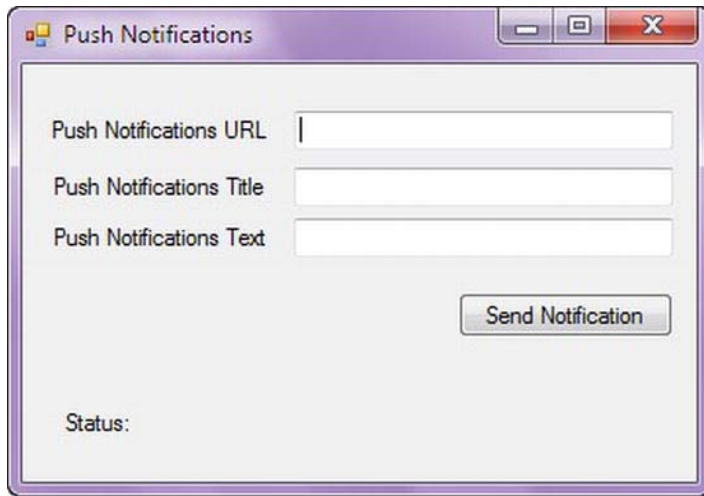 Push Notifications
Push Notifications URL
Push Notifications Title
Push Notifications Text
Send Notification
Status: